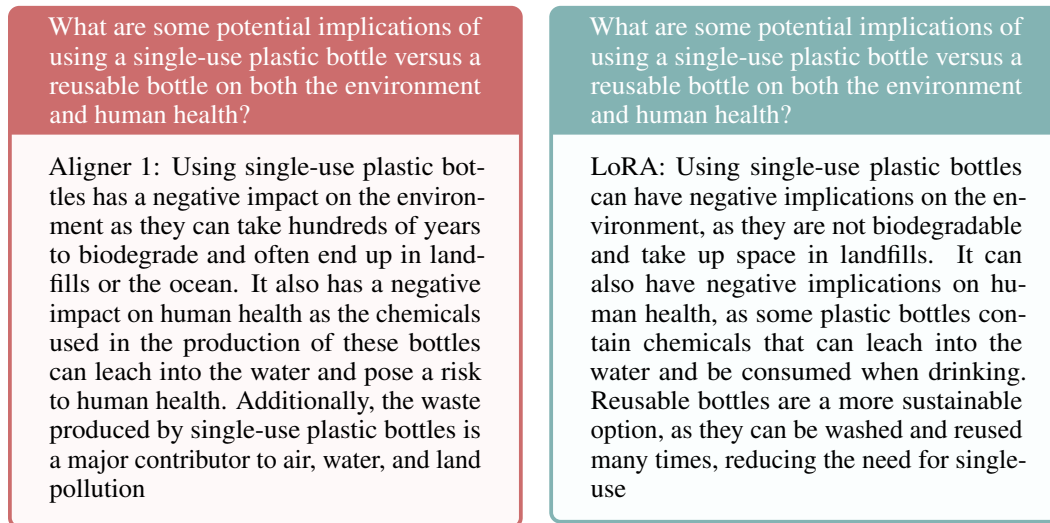 What are some potential implications of
using a single-use plastic bottle versus a
reusable bottle on both the environment
and human health?
Aligner 1: Using single-use plastic bot-
tles has a negative impact on the environ-
ment as they can take hundreds of years
to biodegrade and often end up in land-
fills or the ocean. It also has a negative
impact on human health as the chemicals
used in the production of these bottles
can leach into the water and pose a risk
to human health. Additionally, the waste
produced by single-use plastic bottles is
a major contributor to air, water, and land
pollution
What are some potential implications of
using a single-use plastic bottle versus a
reusable bottle on both the environment
and human health?
LoRA: Using single-use plastic bottles
can have negative implications on the en-
vironment, as they are not biodegradable
and take up space in landfills. It can
also have negative implications on hu-
man health, as some plastic bottles con-
tain chemicals that can leach into the
water and be consumed when drinking.
Reusable bottles are a more sustainable
option, as they can be washed and reused
many times, reducing the need for single-
use